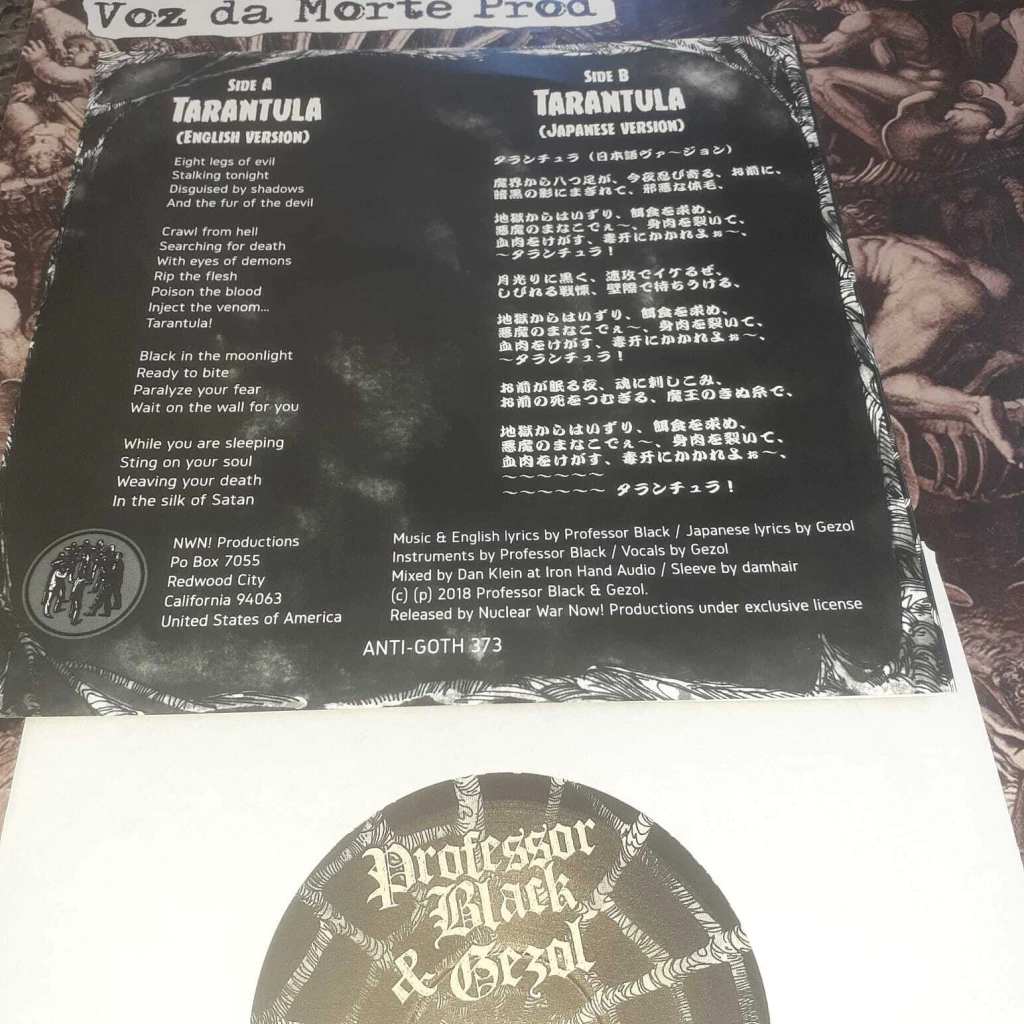 Voz da Morte Prod
SIDE A
TARANTULA
(ENGLISH VERSION)
Eight legs of evil
Stalking tonight
Disguised by shadows
And the fur of the devil
Crawl from hell
Searching for death
With eyes of demons
Rip the flesh
Poison the blood
Inject the venom...
Tarantula!
Black in the moonlight
Ready to bite
Paralyze your fear
Wait on the wall for you
While you are sleeping
Sting on your soul
Weaving your death
In the silk of Satan
SIDE B
TARANTULA
(JAPANESE VERSION)
タランチュラ（日本語ヴァ〜ジョン）
魔界から八つ足が、今夜忍び寄る、お前に、
暗黒の影にまぎれて、邪悪な体毛、
地獄からはいずり、餌食を求め、
悪魔のまなこでぇ〜、身肉を裂いて、
血肉をけがす、毒牙にかかれよぉ〜、
〜タランチュラ！
月光りに黒く、速攻でイケるぜ、
しびれる戦慄、壁際で待ちうける、
地獄からはいずり、餌食を求め、
悪魔のまなこでぇ〜、身肉を裂いて、
血肉をけがす、毒牙にかかれよぉ〜、
〜タランチュラ！
お前が眠る夜、魂に刺しこみ、
お前の死をつむぎる、魔王のきぬ糸で、
地獄からはいずり、餌食を求め、
悪魔のまなこでぇ〜、身肉を裂いて、
血肉をけがす、毒牙にかかれよぉ〜、
〜〜〜〜〜〜
〜〜〜〜〜〜 タランチュラ！
NWN! Productions
Po Box 7055
Redwood City
California 94063
United States of America
Music & English lyrics by Professor Black / Japanese lyrics by Gezol
Instruments by Professor Black / Vocals by Gezol
Mixed by Dan Klein at Iron Hand Audio / Sleeve by damhair
(c) (p) 2018 Professor Black & Gezol.
Released by Nuclear War Now! Productions under exclusive license
ANTI-GOTH 373
Professor
Black
& Gezol